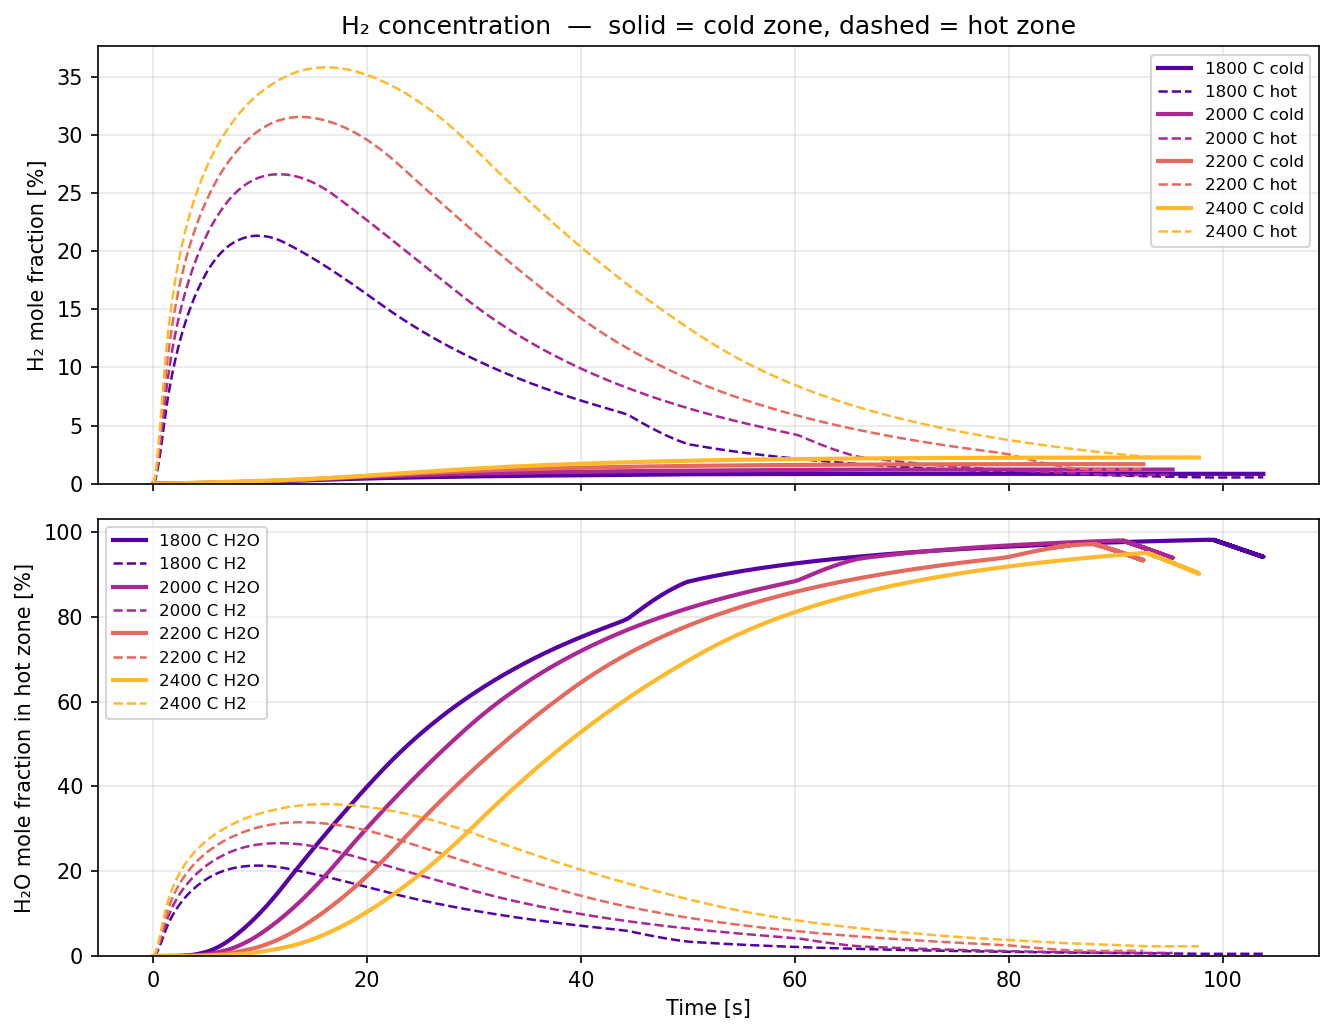 H₂ concentration — solid = cold zone, dashed = hot zone
H₂ mole fraction [%]
35
30
25
20
15
10
5
0
1800 C cold
1800 C hot
2000 C cold
2000 C hot
2200 C cold
2200 C hot
2400 C cold
2400 C hot
H₂O mole fraction in hot zone [%]
100
80
60
40
20
0
1800 C H2O
1800 C H2
2000 C H2O
2000 C H2
2200 C H2O
2200 C H2
2400 C H2O
2400 C H2
0 20 40 60 80 100
Time [s]